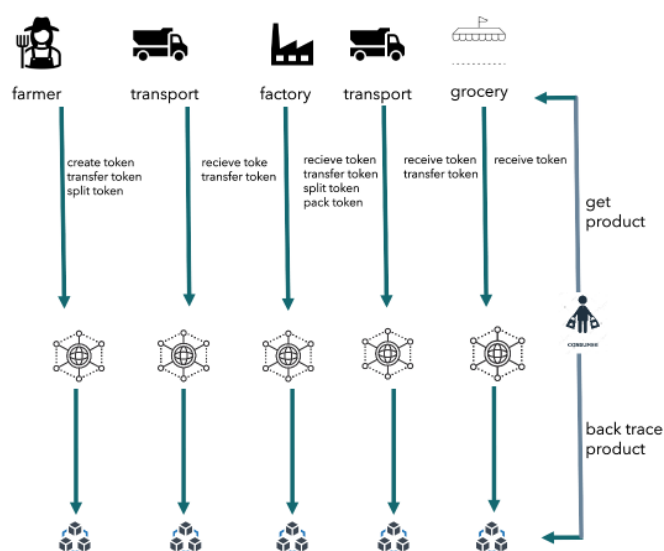 farmer
transport
factory
transport
grocery
create token
transfer token
split token
recieve toke
transfer token
recieve token
transfer token
split token
pack token
receive token
transfer token
receive token
get
product
CONSUMER
back trace
product